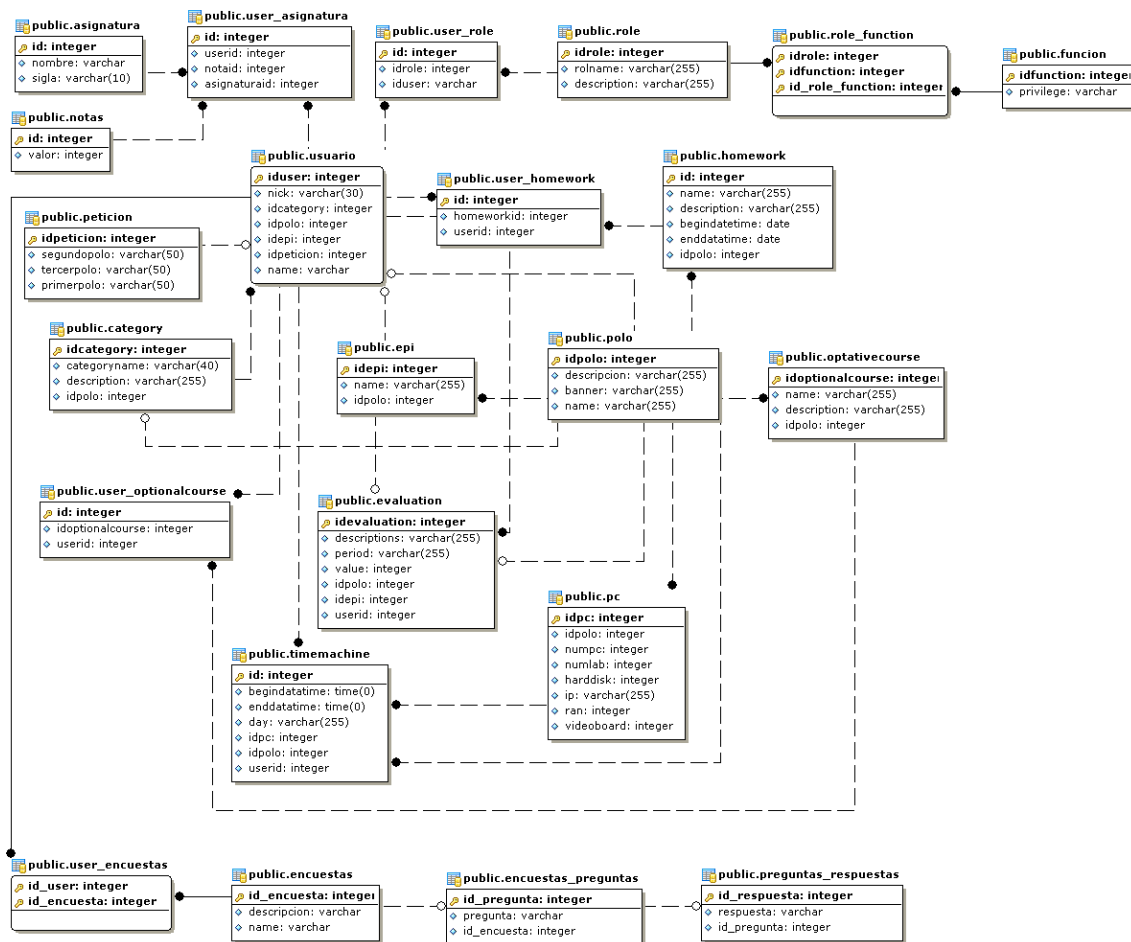 public.asignatura
id: integer
nombre: varchar
sigla: varchar(10)
public.user_asignatura
id: integer
userid: integer
notaid: integer
asignaturaid: integer
public.user_role
id: integer
idrole: integer
iduser: varchar
public.role
idrole: integer
rolname: varchar(255)
description: varchar(255)
public.role_function
idrole: integer
idfunction: integer
id_role_function: integer
public.funcion
idfunction: integer
privilege: varchar
public.notas
id: integer
valor: integer
public.usuario
iduser: integer
nick: varchar(30)
idcategory: integer
idpolo: integer
idepi: integer
idpeticion: integer
name: varchar
public.user_homework
id: integer
homeworkid: integer
userid: integer
public.homework
id: integer
name: varchar(255)
description: varchar(255)
begindatetime: date
enddatatime: date
idpolo: integer
public.peticion
idpeticion: integer
segundopolo: varchar(50)
tercerpolo: varchar(50)
primerpolo: varchar(50)
public.category
idcategory: integer
categoryname: varchar(40)
description: varchar(255)
idpolo: integer
public.epi
idepi: integer
name: varchar(255)
idpolo: integer
public.polo
idpolo: integer
descripcion: varchar(255)
banner: varchar(255)
name: varchar(255)
public.optativecourse
idoptionalcourse: integer
name: varchar(255)
description: varchar(255)
idpolo: integer
public.user_optionalcourse
id: integer
idoptionalcourse: integer
userid: integer
public.evaluation
idevaluation: integer
descriptions: varchar(255)
period: varchar(255)
value: integer
idpolo: integer
idepi: integer
userid: integer
public.pc
idpc: integer
idpolo: integer
numpc: integer
numlab: integer
harddisk: integer
ip: varchar(255)
ran: integer
videoboard: integer
public.timemachine
id: integer
begindatatime: time(0)
enddatatime: time(0)
day: varchar(255)
idpc: integer
idpolo: integer
userid: integer
public.user_encuestas
id_user: integer
id_encuesta: integer
public.encuestas
id_encuesta: integer
descripcion: varchar
name: varchar
public.encuestas_preguntas
id_pregunta: integer
pregunta: varchar
id_encuesta: integer
public.preguntas_respuestas
id_respuesta: integer
respuesta: varchar
id_pregunta: integer